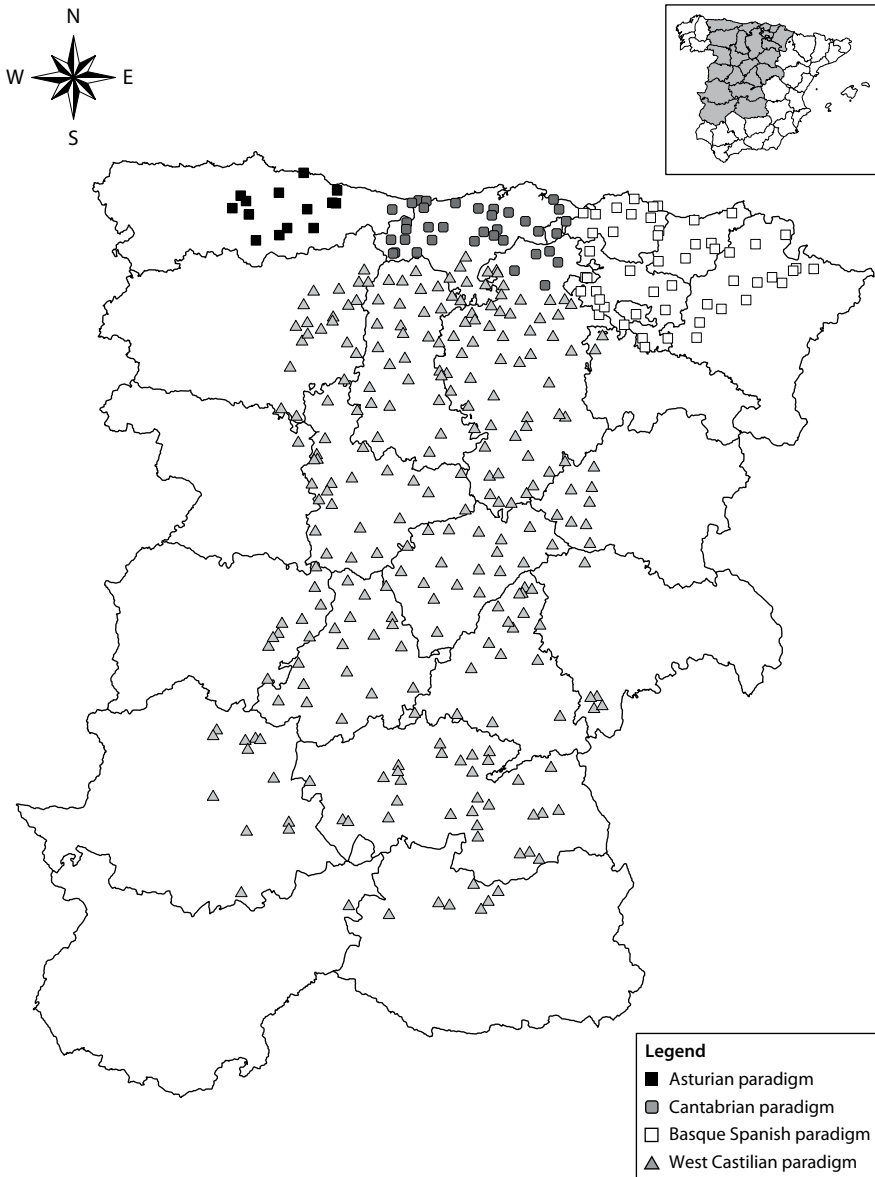 N
W E
S
Legend
Asturian paradigm
Cantabrian paradigm
Basque Spanish paradigm
West Castilian paradigm